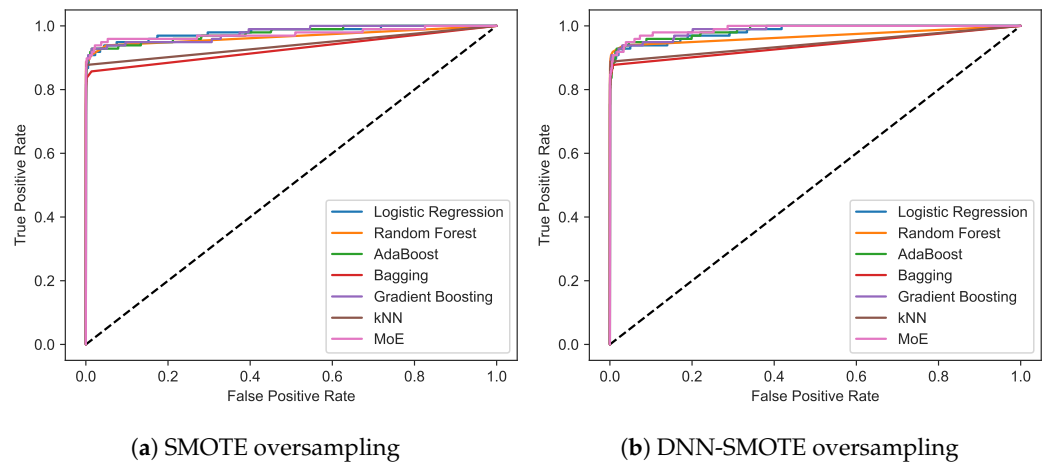 1.0
0.8
0.6
0.4
0.2
0.0
True Positive Rate
0.0 0.2 0.4 0.6 0.8 1.0
False Positive Rate
Logistic Regression
Random Forest
AdaBoost
Bagging
Gradient Boosting
kNN
MoE
(a) SMOTE oversampling
1.0
0.8
0.6
0.4
0.2
0.0
True Positive Rate
0.0 0.2 0.4 0.6 0.8 1.0
False Positive Rate
Logistic Regression
Random Forest
AdaBoost
Bagging
Gradient Boosting
kNN
MoE
(b) DNN-SMOTE oversampling